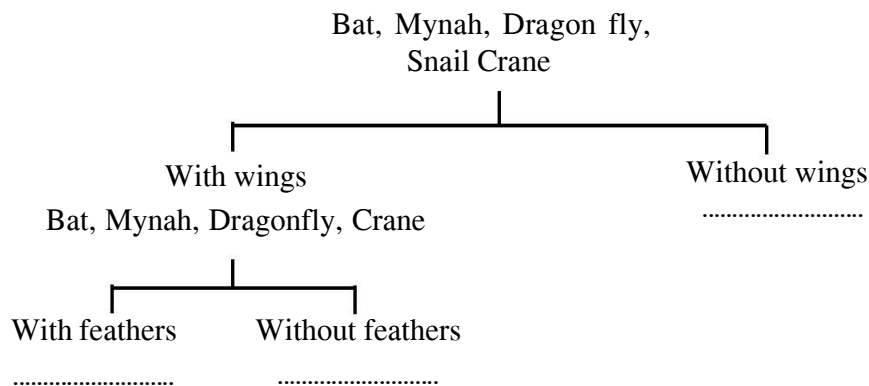 Bat, Mynah, Dragon fly,
Snail Crane
With wings
Without wings
Bat, Mynah, Dragonfly, Crane
...........................
With feathers
Without feathers
...........................
...........................